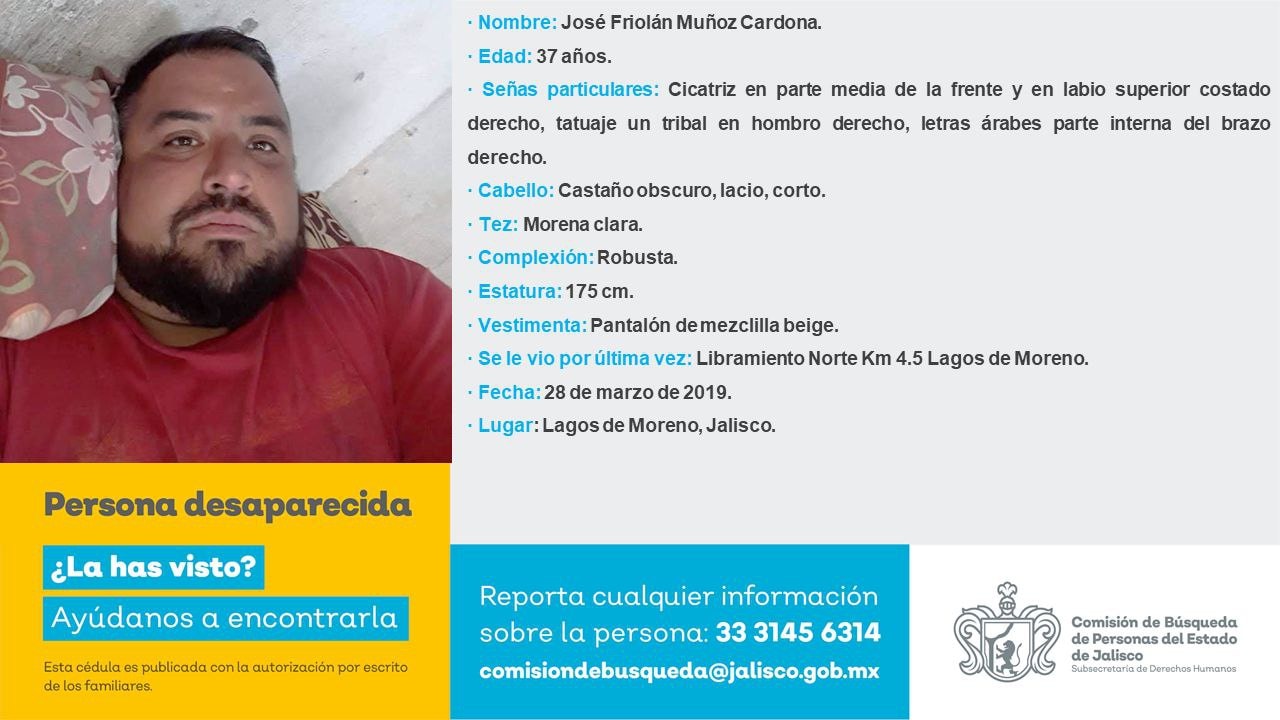 · Nombre: José Friolán Muñoz Cardona.
· Edad: 37 años.
· Señas particulares: Cicatriz en parte media de la frente y en labio superior costado
derecho, tatuaje un tribal en hombro derecho, letras árabes parte interna del brazo
derecho.
· Cabello: Castaño obscuro, lacio, corto.
· Tez: Morena clara.
· Complexión: Robusta.
· Estatura: 175 cm.
· Vestimenta: Pantalón de mezclilla beige.
· Se le vio por última vez: Libramiento Norte Km 4.5 Lagos de Moreno.
· Fecha: 28 de marzo de 2019.
· Lugar: Lagos de Moreno, Jalisco.
Persona desaparecida
¿La has visto?
Ayúdanos a encontrarla
Esta cédula es publicada con la autorización por escrito
de los familiares.
Reporta cualquier información
sobre la persona: 33 3145 6314
comisiondebusqueda@jalisco.gob.mx
Comisión de Búsqueda
de Personas del Estado
de Jalisco
Subsecretaría de Derechos Humanos